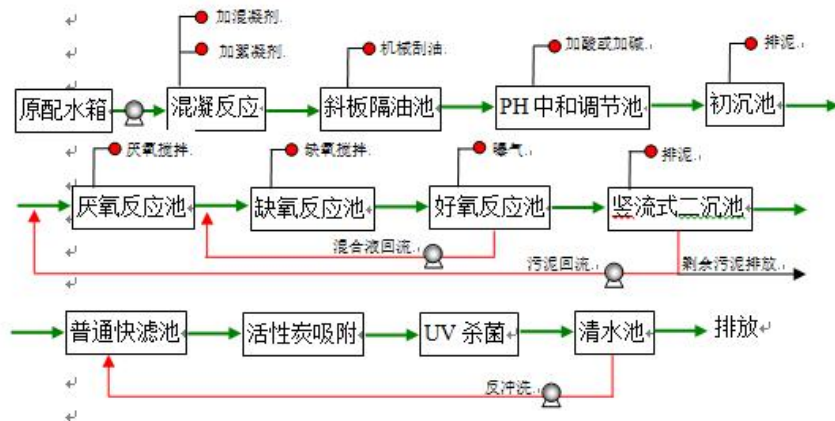 加混凝剂.
加絮凝剂.
机械刮油.
加酸或加碱.
排泥.
原配水箱
混凝反应
斜板隔油池
PH 中和调节池
初沉池
厌氧搅拌.
缺氧搅拌.
曝气.
排泥.
厌氧反应池
缺氧反应池
好氧反应池
竖流式二沉池
混合液回流.
污泥回流.
剩余污泥排放.
普通快滤池
活性炭吸附
UV 杀菌
清水池
排放
反冲洗.